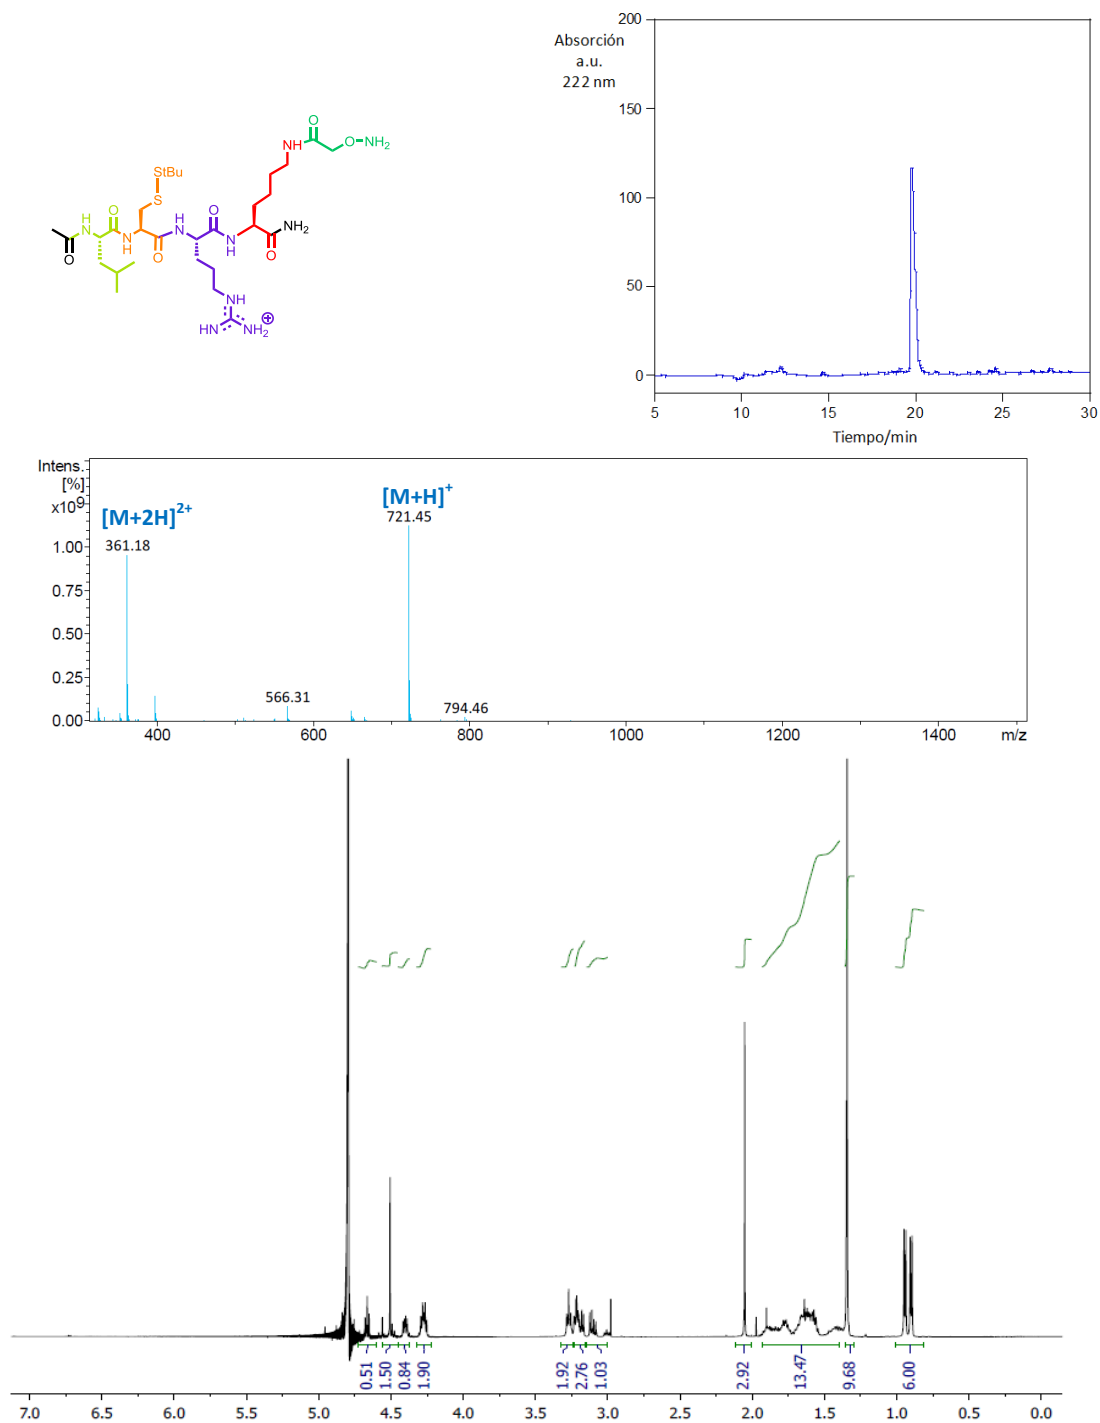 O
NH
O–NH₂
StBu
S
H
N
O
N
H
O
H
N
O
N
H
O
NH₂
O
NH
HN
NH₂
⊕
Absorción
a.u.
222 nm
200
150
100
50
0
5 10 15 20 25 30
Tiempo/min
Intens.
[%]
x10⁹
[M+2H]²⁺
361.18
[M+H]⁺
721.45
566.31
794.46
1.00
0.75
0.50
0.25
0.00
400 600 800 1000 1200 1400 m/z
0.51 1.50 0.84 1.90 1.92 2.76 1.03 2.92 13.47 9.68 6.00
7.0 6.5 6.0 5.5 5.0 4.5 4.0 3.5 3.0 2.5 2.0 1.5 1.0 0.5 0.0